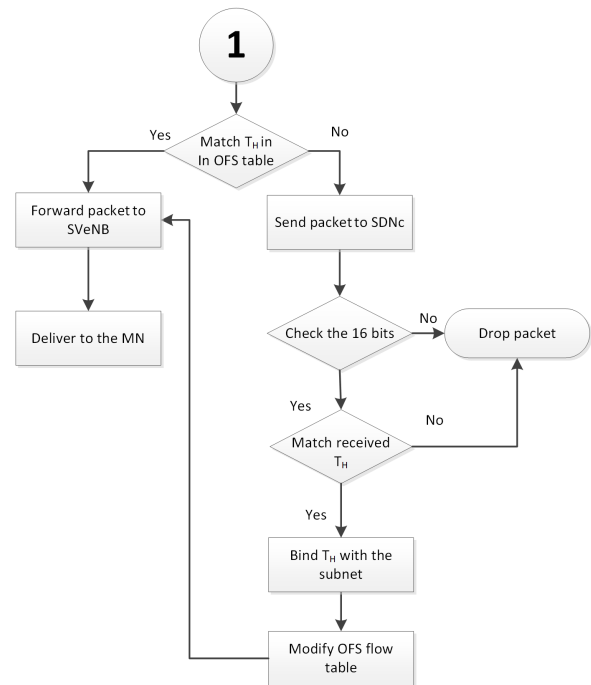 1
Match TH in
In OFS table
Yes
No
Forward packet to
SVeNB
Send packet to SDNc
Deliver to the MN
Check the 16 bits
No
Drop packet
Yes
No
Match received
TH
Yes
Bind TH with the
subnet
Modify OFS flow
table